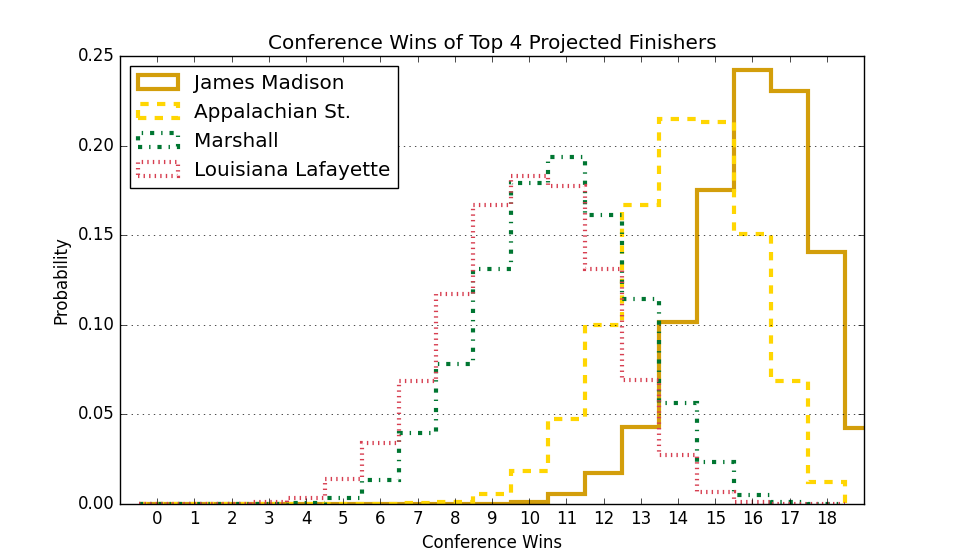 Conference Wins of Top 4 Projected Finishers
0.25
James Madison
Appalachian St.
Marshall
Louisiana Lafayette
0.20
0.15
0.10
0.05
0.00
Probability
0 1 2 3 4 5 6 7 8 9 10 11 12 13 14 15 16 17 18
Conference Wins